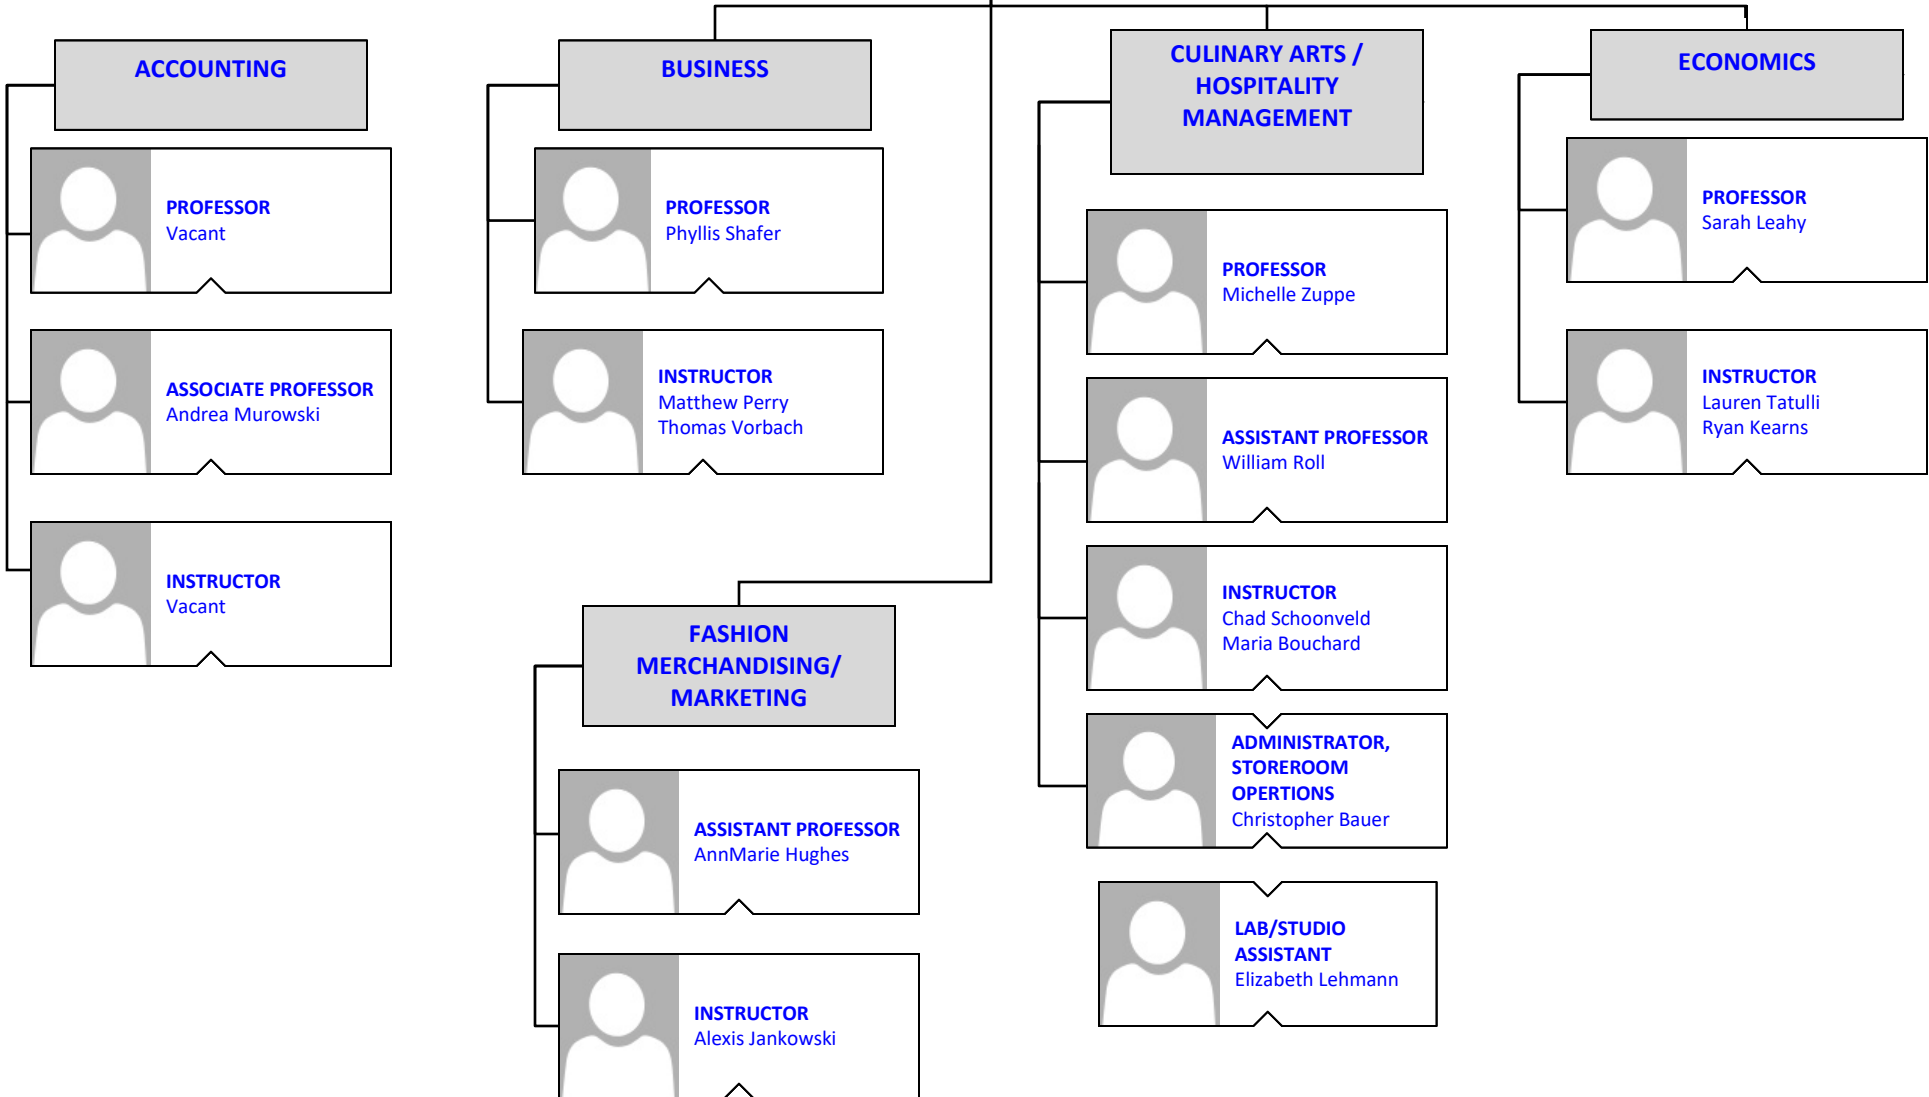 ACCOUNTING
PROFESSOR
Vacant
ASSOCIATE PROFESSOR
Andrea Murowski
INSTRUCTOR
Vacant
BUSINESS
PROFESSOR
Phyllis Shafer
INSTRUCTOR
Matthew Perry
Thomas Vorbach
FASHION
MERCHANDISING/
MARKETING
ASSISTANT PROFESSOR
AnnMarie Hughes
INSTRUCTOR
Alexis Jankowski
CULINARY ARTS /
HOSPITALITY
MANAGEMENT
PROFESSOR
Michelle Zuppe
ASSISTANT PROFESSOR
William Roll
INSTRUCTOR
Chad Schoonveld
Maria Bouchard
ADMINISTRATOR,
STOREROOM
OPERTIONS
Christopher Bauer
LAB/STUDIO
ASSISTANT
Elizabeth Lehmann
ECONOMICS
PROFESSOR
Sarah Leahy
INSTRUCTOR
Lauren Tatulli
Ryan Kearns